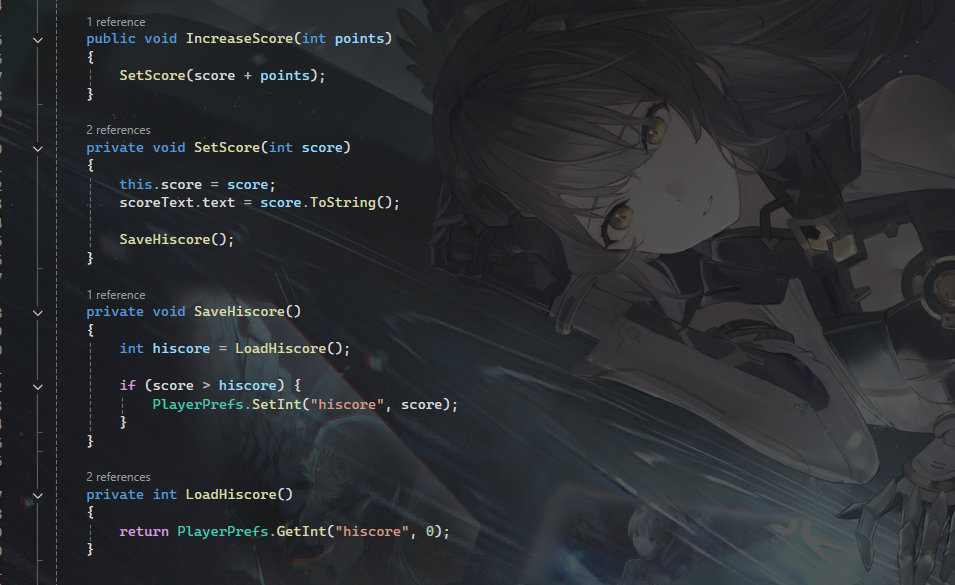 1 reference
public void IncreaseScore(int points)
{
SetScore(score + points);
}
2 references
private void SetScore(int score)
{
this.score = score;
scoreText.text = score.ToString();
SaveHiscore();
}
1 reference
private void SaveHiscore()
{
int hiscore = LoadHiscore();
if (score > hiscore) {
PlayerPrefs.SetInt("hiscore", score);
}
}
2 references
private int LoadHiscore()
{
return PlayerPrefs.GetInt("hiscore", 0);
}